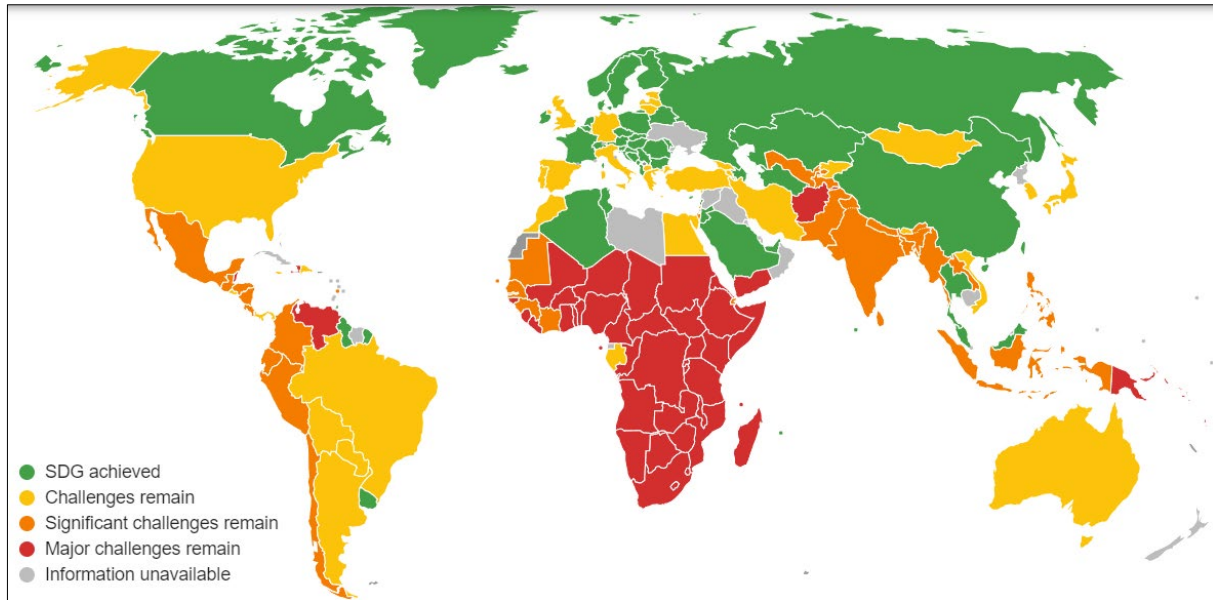 SDG achieved
Challenges remain
Significant challenges remain
Major challenges remain
Information unavailable